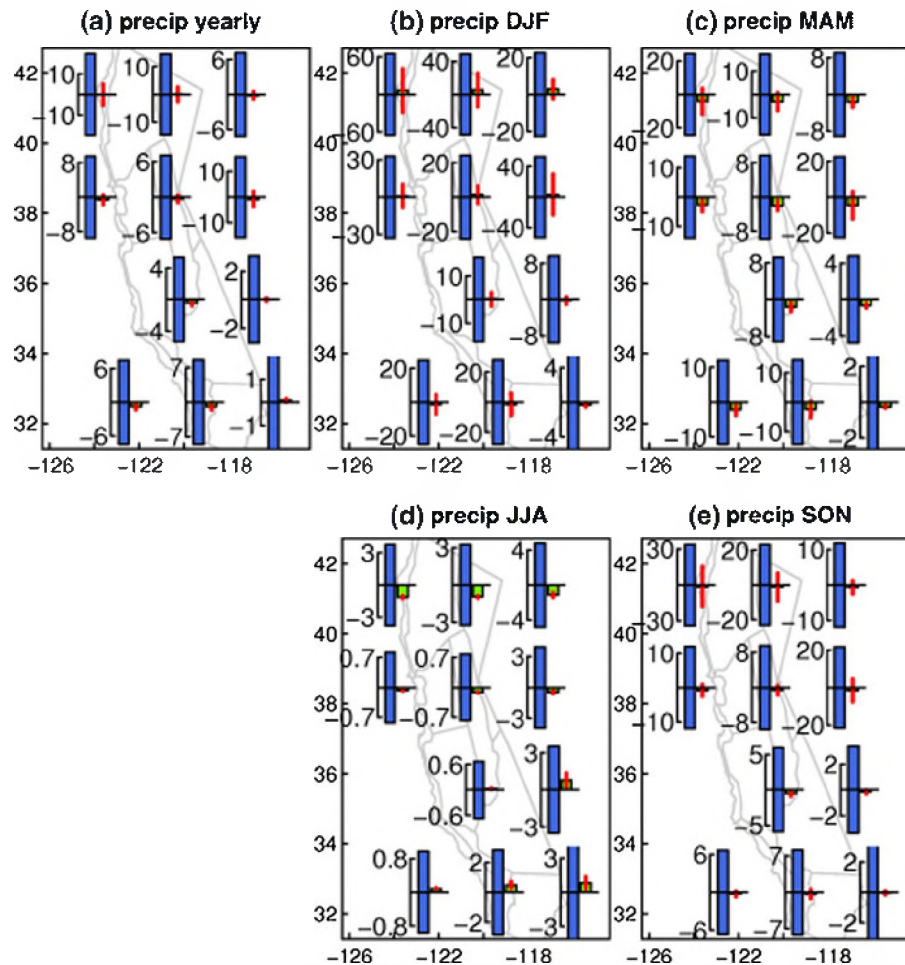 (a) precip yearly (b) precip DJF (c) precip MAM
42 10 −10 10 −10 6 −6 60 60 40 −40 20 −20 20 −20 10 −10 8 −8
40
38 8 −8 6 −6 10 −10 30 −30 20 −20 40 −40 10 −10 8 −8 20 −20
36 4 −4 2 −2 10 −10 8 −8 8 −8 4 −4
34
32 6 −6 7 −7 1 −1 20 −20 20 −20 4 −4 10 −10 10 −10 2 −2
−126 −122 −118 −126 −122 −118 −126 −122 −118
(d) precip JJA (e) precip SON
42 3 −3 3 −3 4 −4 30 −30 20 −20 10 −10
40
38 0.7 −0.7 0.7 −0.7 3 −3 10 −10 8 −8 20 −20
36 0.6 −0.6 3 −3 5 −5 2 −2
34
32 0.8 −0.8 2 −2 3 −3 6 −6 7 −7 2 −2
−126 −122 −118 −126 −122 −118